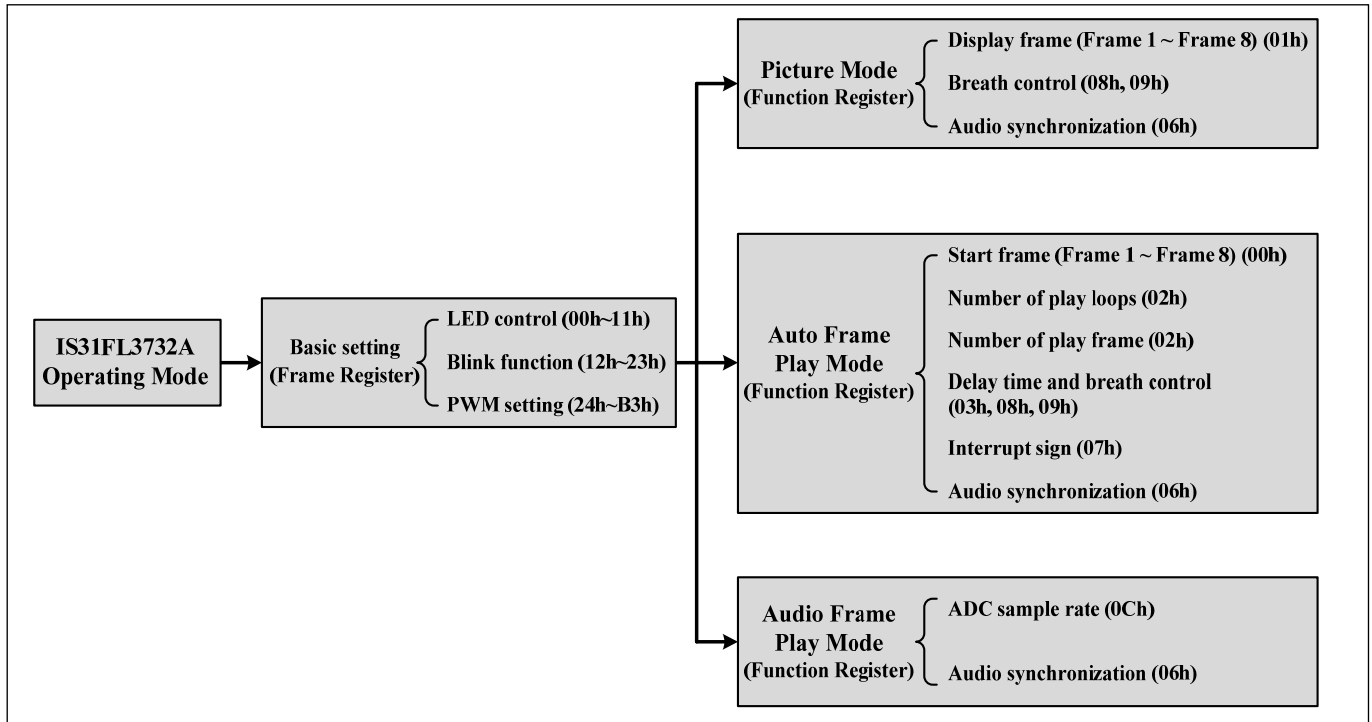 IS31FL3732A
Operating Mode
Basic setting
(Frame Register)
LED control (00h~11h)
Blink function (12h~23h)
PWM setting (24h~B3h)
Picture Mode
(Function Register)
Display frame (Frame 1 ~ Frame 8) (01h)
Breath control (08h, 09h)
Audio synchronization (06h)
Auto Frame
Play Mode
(Function Register)
Start frame (Frame 1 ~ Frame 8) (00h)
Number of play loops (02h)
Number of play frame (02h)
Delay time and breath control
(03h, 08h, 09h)
Interrupt sign (07h)
Audio synchronization (06h)
Audio Frame
Play Mode
(Function Register)
ADC sample rate (0Ch)
Audio synchronization (06h)